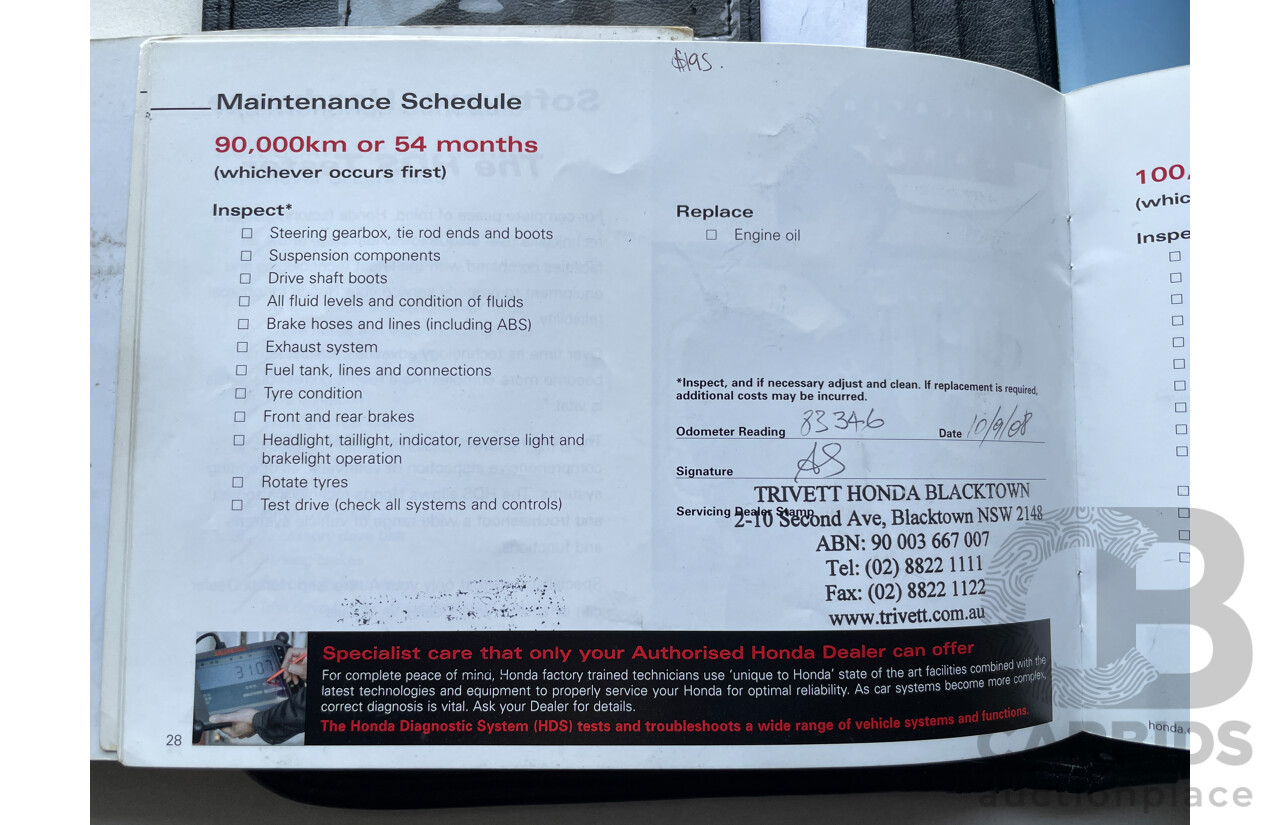 $195.
Maintenance Schedule
90,000km or 54 months
(whichever occurs first)
Inspect*
Steering gearbox, tie rod ends and boots
Suspension components
Drive shaft boots
All fluid levels and condition of fluids
Brake hoses and lines (including ABS)
Exhaust system
Fuel tank, lines and connections
Tyre condition
Front and rear brakes
Headlight, taillight, indicator, reverse light and
brakelight operation
Rotate tyres
Test drive (check all systems and controls)
Replace
Engine oil
*Inspect, and if necessary adjust and clean. If replacement is required,
additional costs may be incurred.
Odometer Reading 83346 Date 10/9/08
Signature AS
Servicing Dealer Stamp
TRIVETT HONDA BLACKTOWN
2-10 Second Ave, Blacktown NSW 2148
ABN: 90 003 667 007
Tel: (02) 8822 1111
Fax: (02) 8822 1122
www.trivett.com.au
Specialist care that only your Authorised Honda Dealer can offer
For complete peace of mind, Honda factory trained technicians use 'unique to Honda' state of the art facilities combined with the
latest technologies and equipment to properly service your Honda for optimal reliability. As car systems become more complex,
correct diagnosis is vital. Ask your Dealer for details.
The Honda Diagnostic System (HDS) tests and troubleshoots a wide range of vehicle systems and functions.
28
100,
(whic
Inspe
honda.
CB
CARBIDS
auctionplace